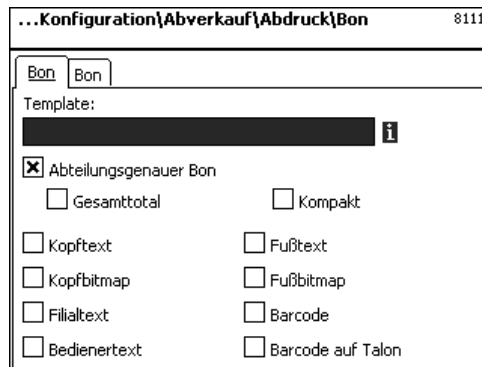 ...Konfiguration\Abverkauf\Abdruck\Bon 8111
Bon Bon
Template:
i
Abteilungsgenauer Bon
Gesamttotal Kompakt
Kopftext Fußtext
Kopfbitmap Fußbitmap
Filialtext Barcode
Bedienertext Barcode auf Talon